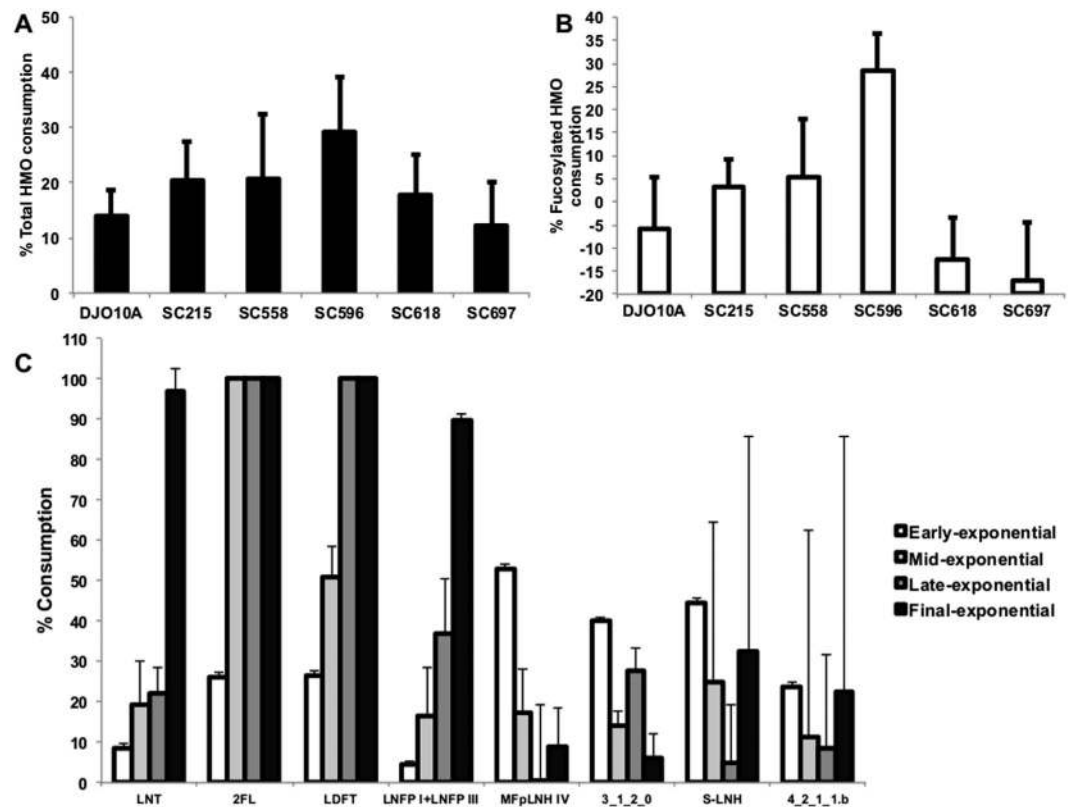 A
% Total HMO consumption
50
40
30
20
10
0
DJO10A SC215 SC558 SC596 SC618 SC697
B
% Fucosylated HMO
consumption
40
35
30
25
20
15
10
5
0
-5
-10
-15
-20
DJO10A SC215 SC558 SC596 SC618 SC697
C
% Consumption
110
100
90
80
70
60
50
40
30
20
10
0
LNT 2FL LDFT LNFP I+LNFP III MFpLNH IV 3_1_2_0 S-LNH 4_2_1_1.b
Early-exponential
Mid-exponential
Late-exponential
Final-exponential